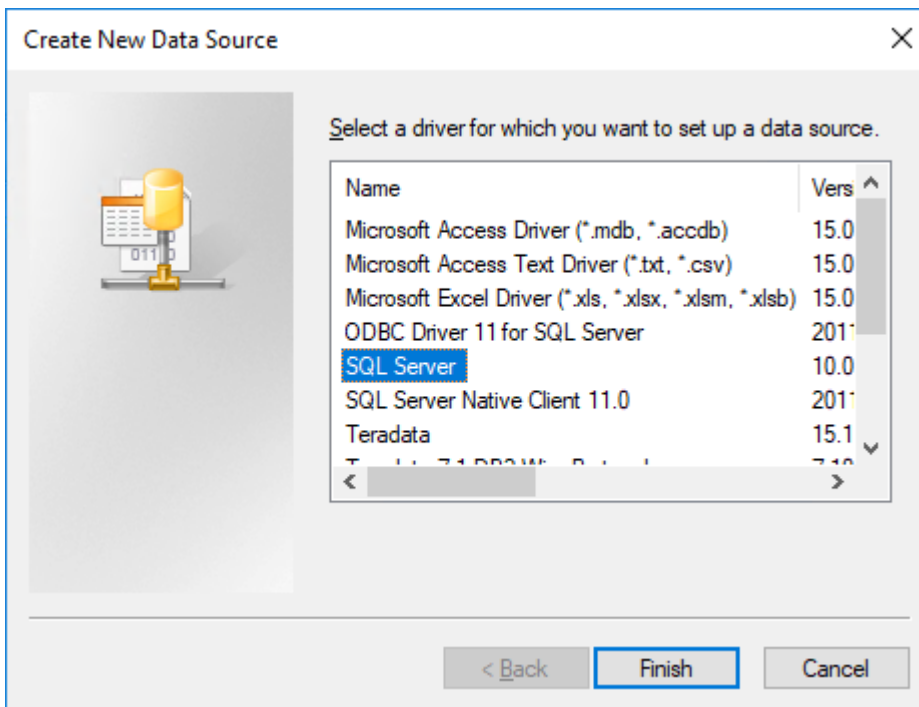 Create New Data Source
Select a driver for which you want to set up a data source.
Name Vers
Microsoft Access Driver (*.mdb, *.accdb) 15.0
Microsoft Access Text Driver (*.txt, *.csv) 15.0
Microsoft Excel Driver (*.xls, *.xlsx, *.xlsm, *.xlsb) 15.0
ODBC Driver 11 for SQL Server 201
SQL Server 10.0
SQL Server Native Client 11.0 201
Teradata 15.1
< Back Finish Cancel